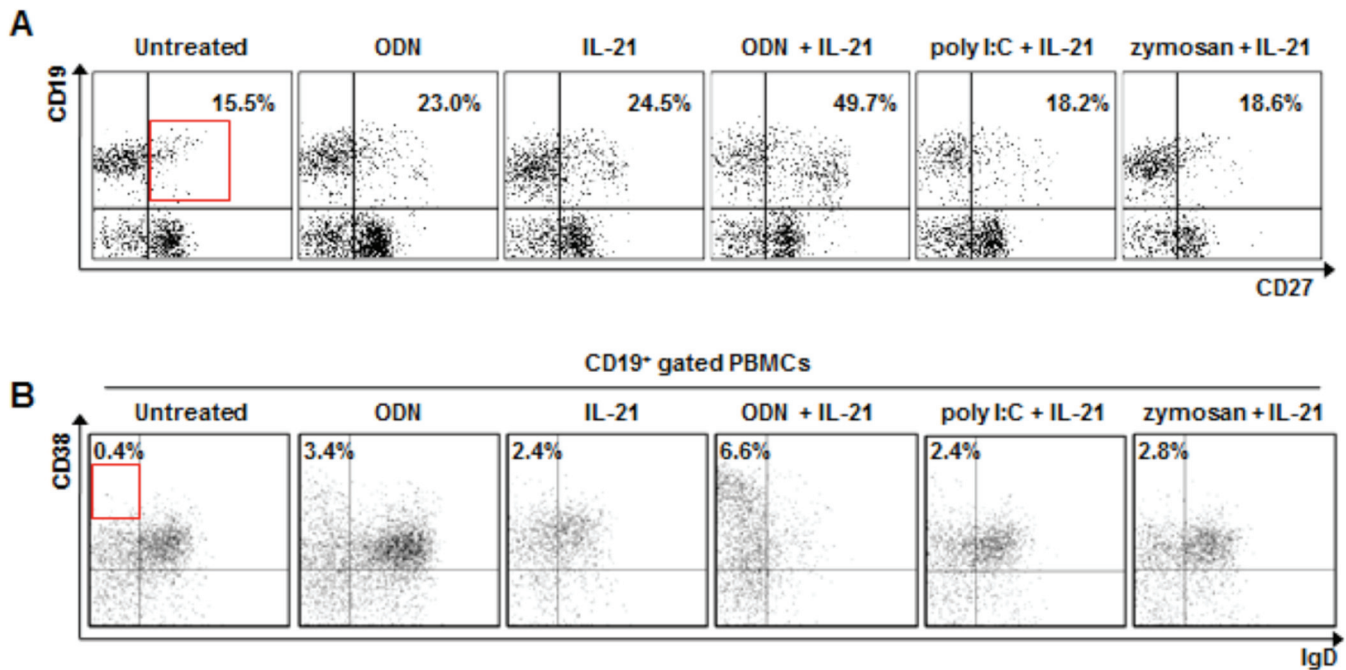 A
Untreated ODN IL-21 ODN + IL-21 poly I:C + IL-21 zymosan + IL-21
CD19
15.5% 23.0% 24.5% 49.7% 18.2% 18.6%
CD27
CD19⁺ gated PBMCs
B
Untreated ODN IL-21 ODN + IL-21 poly I:C + IL-21 zymosan + IL-21
CD38
0.4% 3.4% 2.4% 6.6% 2.4% 2.8%
IgD